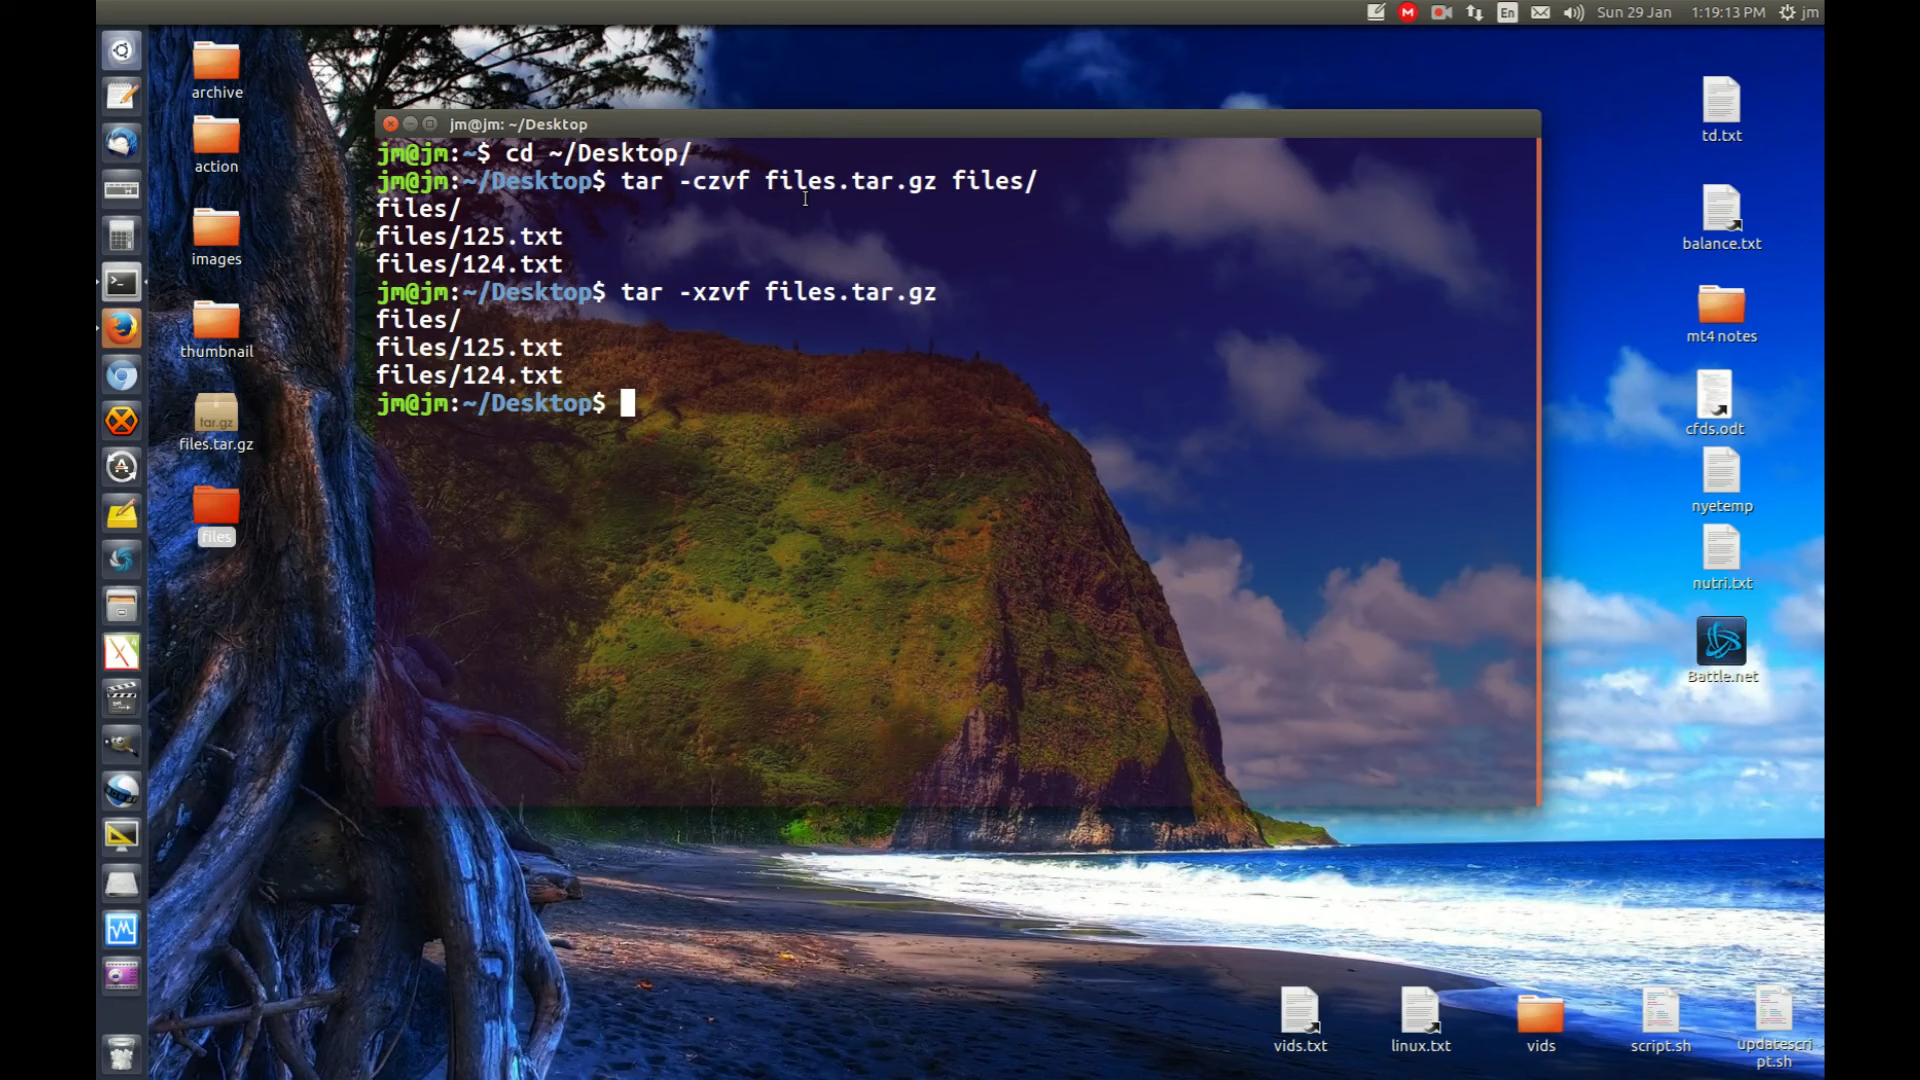 En
Sun 29 Jan
1:19:13 PM
jm
archive
action
images
thumbnail
tar.gz
files.tar.gz
files
jm@jm: ~/Desktop
jm@jm:~$ cd ~/Desktop/
jm@jm:~/Desktop$ tar -czvf files.tar.gz files/
files/
files/125.txt
files/124.txt
jm@jm:~/Desktop$ tar -xzvf files.tar.gz
files/
files/125.txt
files/124.txt
jm@jm:~/Desktop$
td.txt
balance.txt
mt4 notes
cfds.odt
nyetemp
nutri.txt
Battle.net
vids.txt
linux.txt
vids
script.sh
updatescri
pt.sh